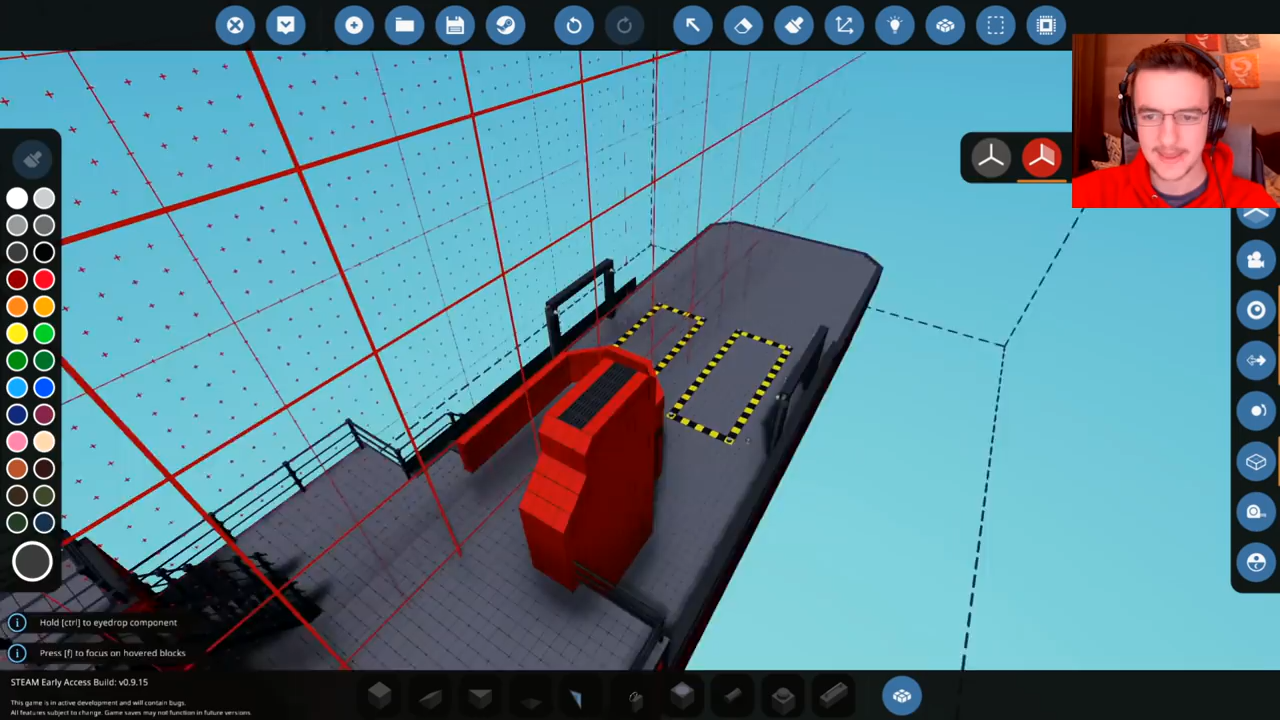 Hold [ctrl] to eyedrop component
Press [f] to focus on hovered blocks
STEAM Early Access Build: v0.9.15
This game is in active development and will contain bugs.
All features subject to change. Game saves may not function in future versions